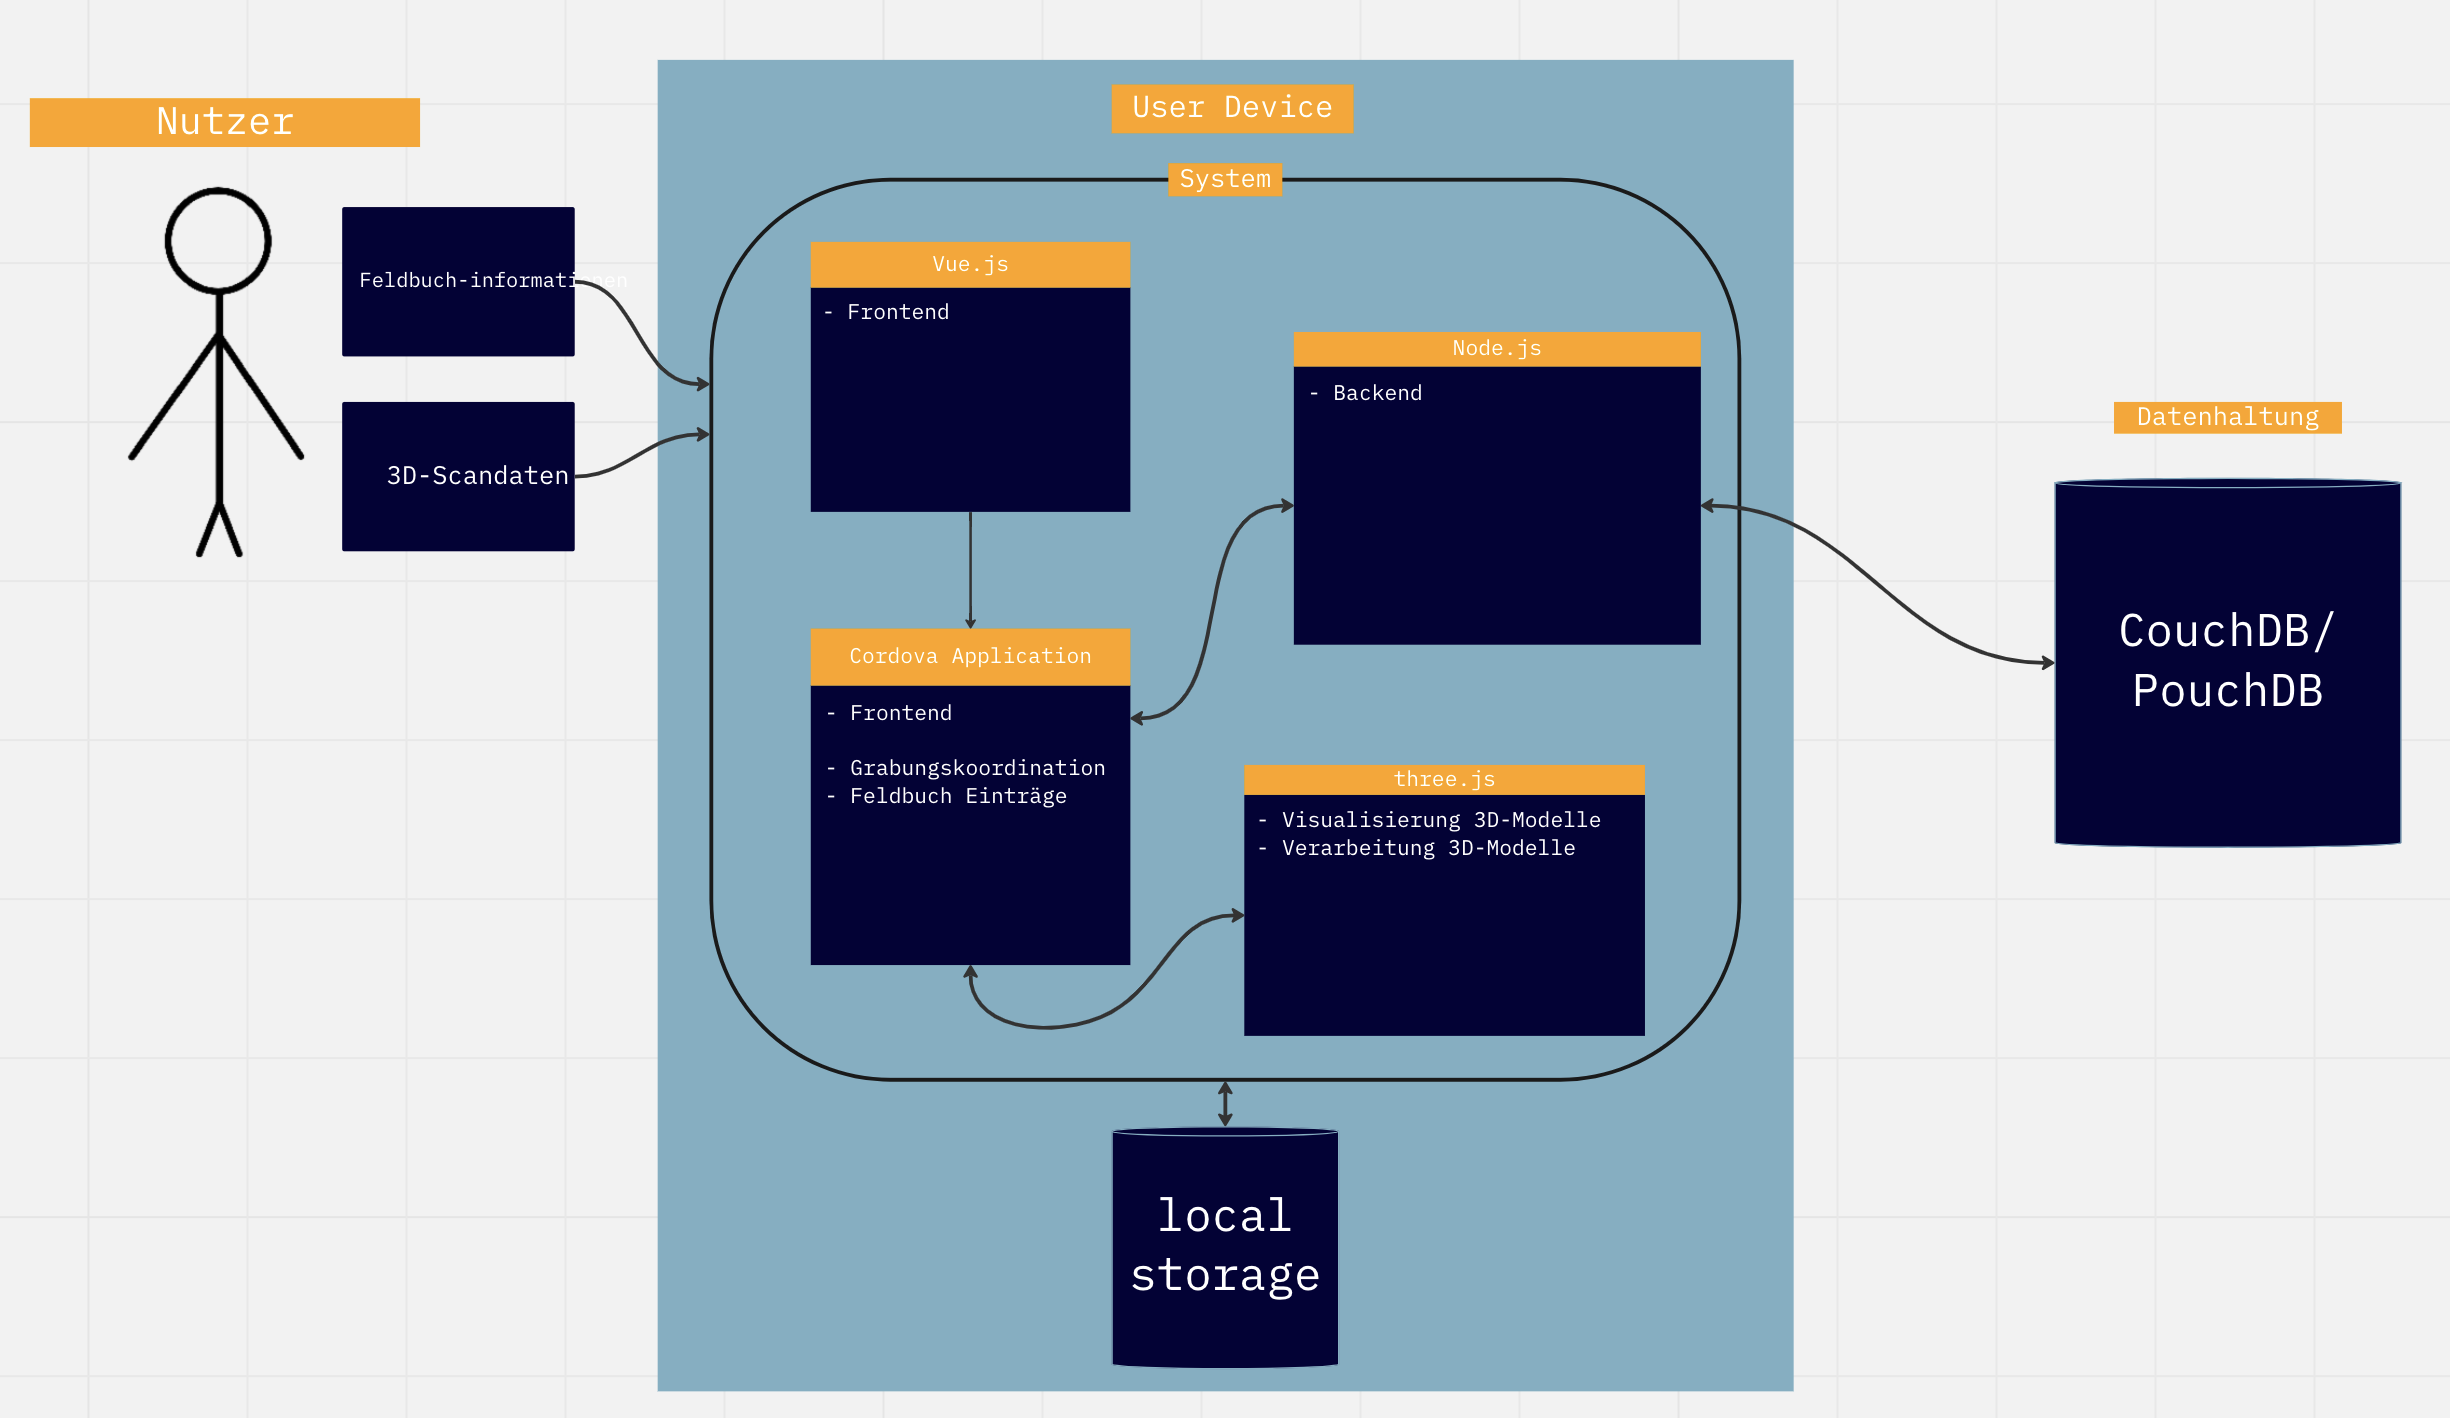 Nutzer
Feldbuch-informationen
3D-Scandaten
User Device
System
Vue.js
- Frontend
Node.js
- Backend
Cordova Application
- Frontend
- Grabungskoordination
- Feldbuch Einträge
three.js
- Visualisierung 3D-Modelle
- Verarbeitung 3D-Modelle
local
storage
Datenhaltung
CouchDB/
PouchDB